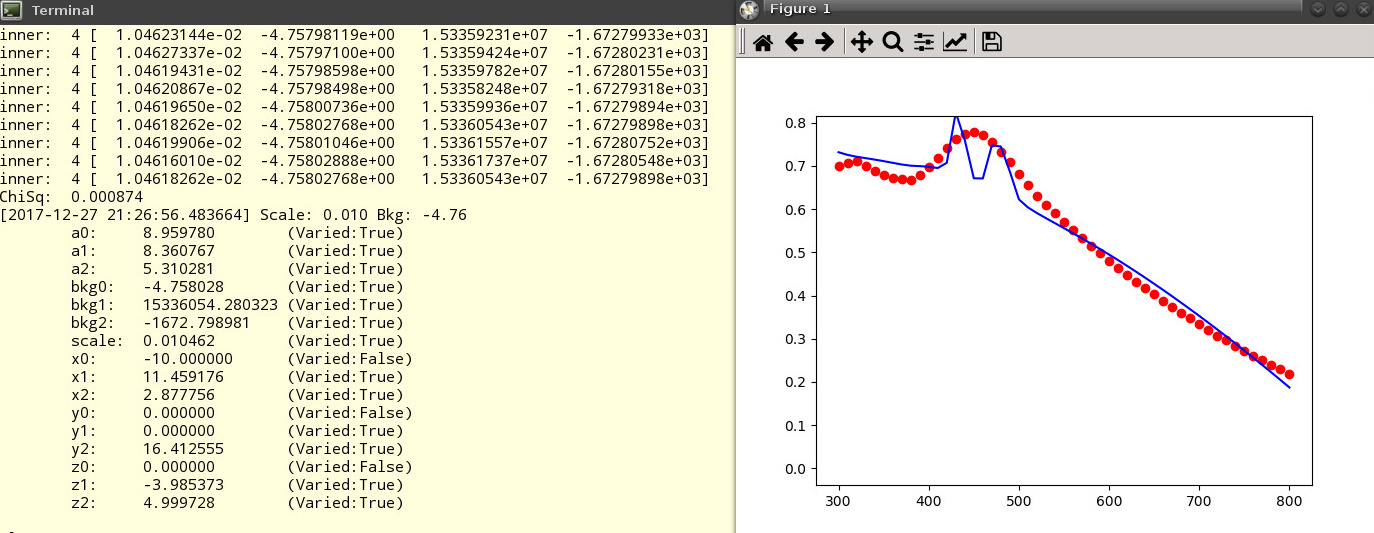 Terminal
inner:  4 [  1.04623144e-02  -4.75798119e+00   1.53359231e+07  -1.67279933e+03]
inner:  4 [  1.04627337e-02  -4.75797100e+00   1.53359424e+07  -1.67280231e+03]
inner:  4 [  1.04619431e-02  -4.75798598e+00   1.53359782e+07  -1.67280155e+03]
inner:  4 [  1.04620867e-02  -4.75798498e+00   1.53358248e+07  -1.67279318e+03]
inner:  4 [  1.04619650e-02  -4.75800736e+00   1.53359936e+07  -1.67279894e+03]
inner:  4 [  1.04618262e-02  -4.75802768e+00   1.53360543e+07  -1.67279898e+03]
inner:  4 [  1.04619906e-02  -4.75801046e+00   1.53361557e+07  -1.67280752e+03]
inner:  4 [  1.04616010e-02  -4.75802888e+00   1.53361737e+07  -1.67280548e+03]
inner:  4 [  1.04618262e-02  -4.75802768e+00   1.53360543e+07  -1.67279898e+03]
ChiSq:  0.000874
[2017-12-27 21:26:56.483664] Scale: 0.010 Bkg: -4.76
a0:     8.959780        (Varied:True)
a1:     8.360767        (Varied:True)
a2:     5.310281        (Varied:True)
bkg0:   -4.758028       (Varied:True)
bkg1:   15336054.280323 (Varied:True)
bkg2:   -1672.798981    (Varied:True)
scale:  0.010462        (Varied:True)
x0:     -10.000000      (Varied:False)
x1:     11.459176       (Varied:True)
x2:     2.877756        (Varied:True)
y0:     0.000000        (Varied:False)
y1:     0.000000        (Varied:True)
y2:     16.412555       (Varied:True)
z0:     0.000000        (Varied:False)
z1:     -3.985373       (Varied:True)
z2:     4.999728        (Varied:True)
Figure 1
0.8
0.7
0.6
0.5
0.4
0.3
0.2
0.1
0.0
300 400 500 600 700 800